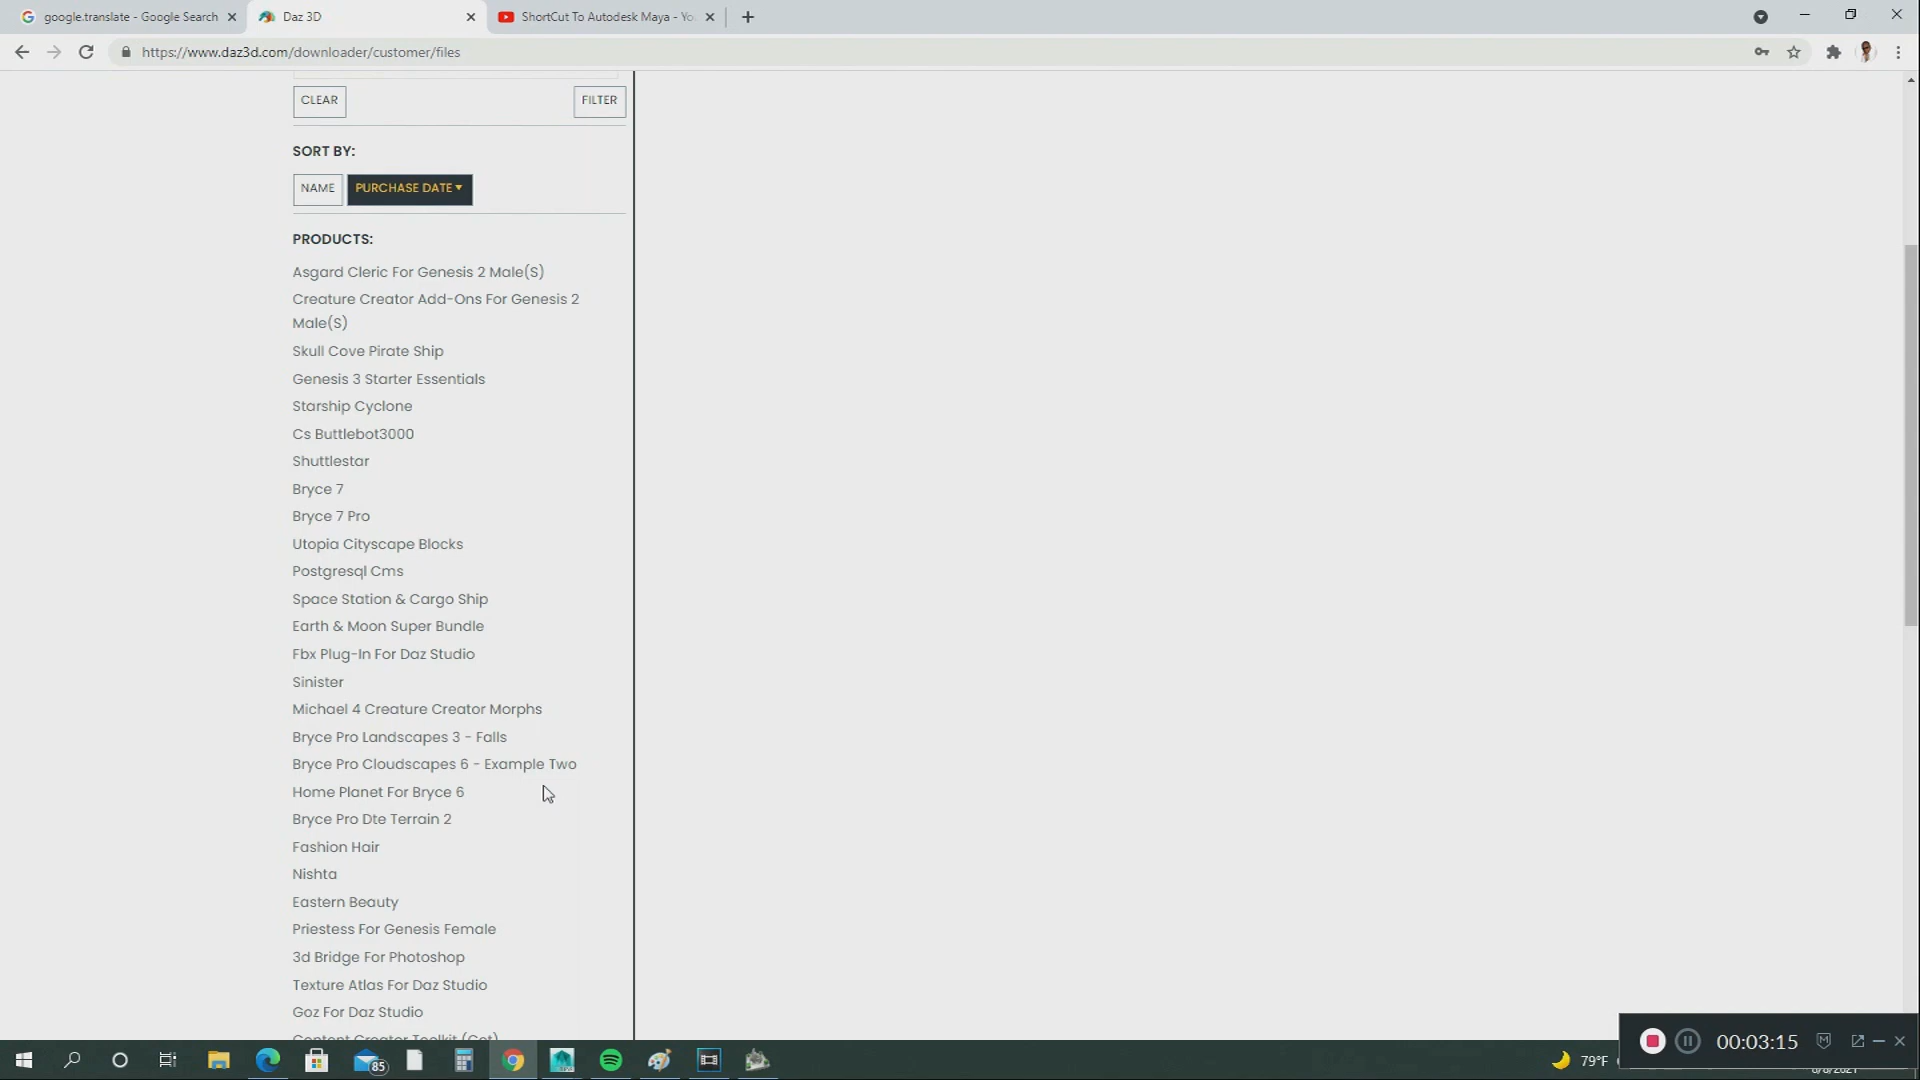 google.translate - Google Search
Daz 3D
ShortCut To Autodesk Maya - Yo
https://www.daz3d.com/downloader/customer/files
CLEAR
FILTER
SORT BY:
NAME
PURCHASE DATE ▾
PRODUCTS:
Asgard Cleric For Genesis 2 Male(S)
Creature Creator Add-Ons For Genesis 2
Male(S)
Skull Cove Pirate Ship
Genesis 3 Starter Essentials
Starship Cyclone
Cs Buttlebot3000
Shuttlestar
Bryce 7
Bryce 7 Pro
Utopia Cityscape Blocks
Postgresql Cms
Space Station & Cargo Ship
Earth & Moon Super Bundle
Fbx Plug-In For Daz Studio
Sinister
Michael 4 Creature Creator Morphs
Bryce Pro Landscapes 3 - Falls
Bryce Pro Cloudscapes 6 - Example Two
Home Planet For Bryce 6
Bryce Pro Dte Terrain 2
Fashion Hair
Nishta
Eastern Beauty
Priestess For Genesis Female
3d Bridge For Photoshop
Texture Atlas For Daz Studio
Goz For Daz Studio
Content Creator Toolkit (Cct)
85
79°F
00:03:15